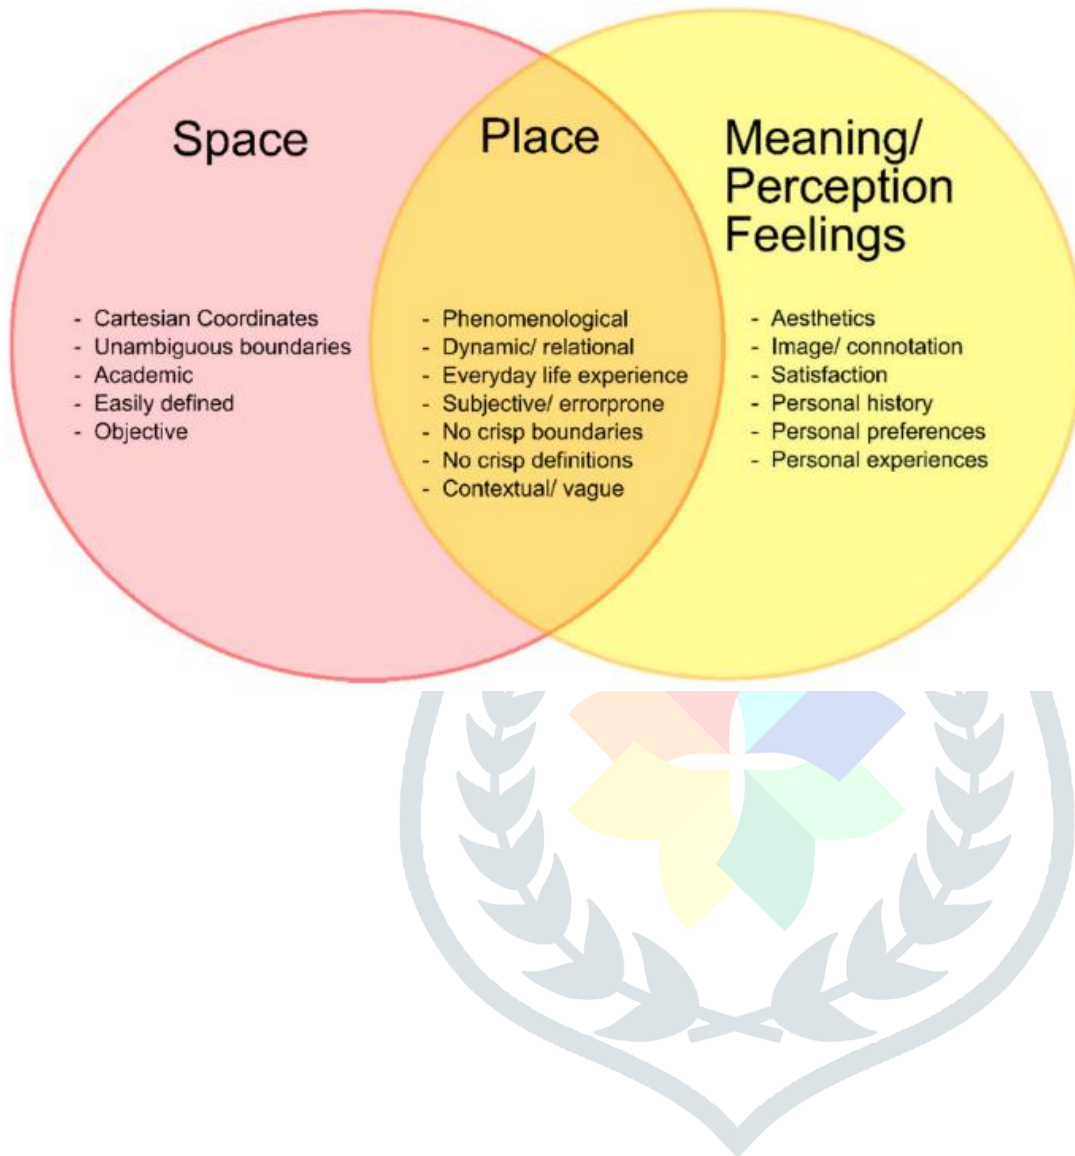 Space
- Cartesian Coordinates
- Unambiguous boundaries
- Academic
- Easily defined
- Objective
Place
- Phenomenological
- Dynamic/ relational
- Everyday life experience
- Subjective/ errorprone
- No crisp boundaries
- No crisp definitions
- Contextual/ vague
Meaning/
Perception
Feelings
- Aesthetics
- Image/ connotation
- Satisfaction
- Personal history
- Personal preferences
- Personal experiences